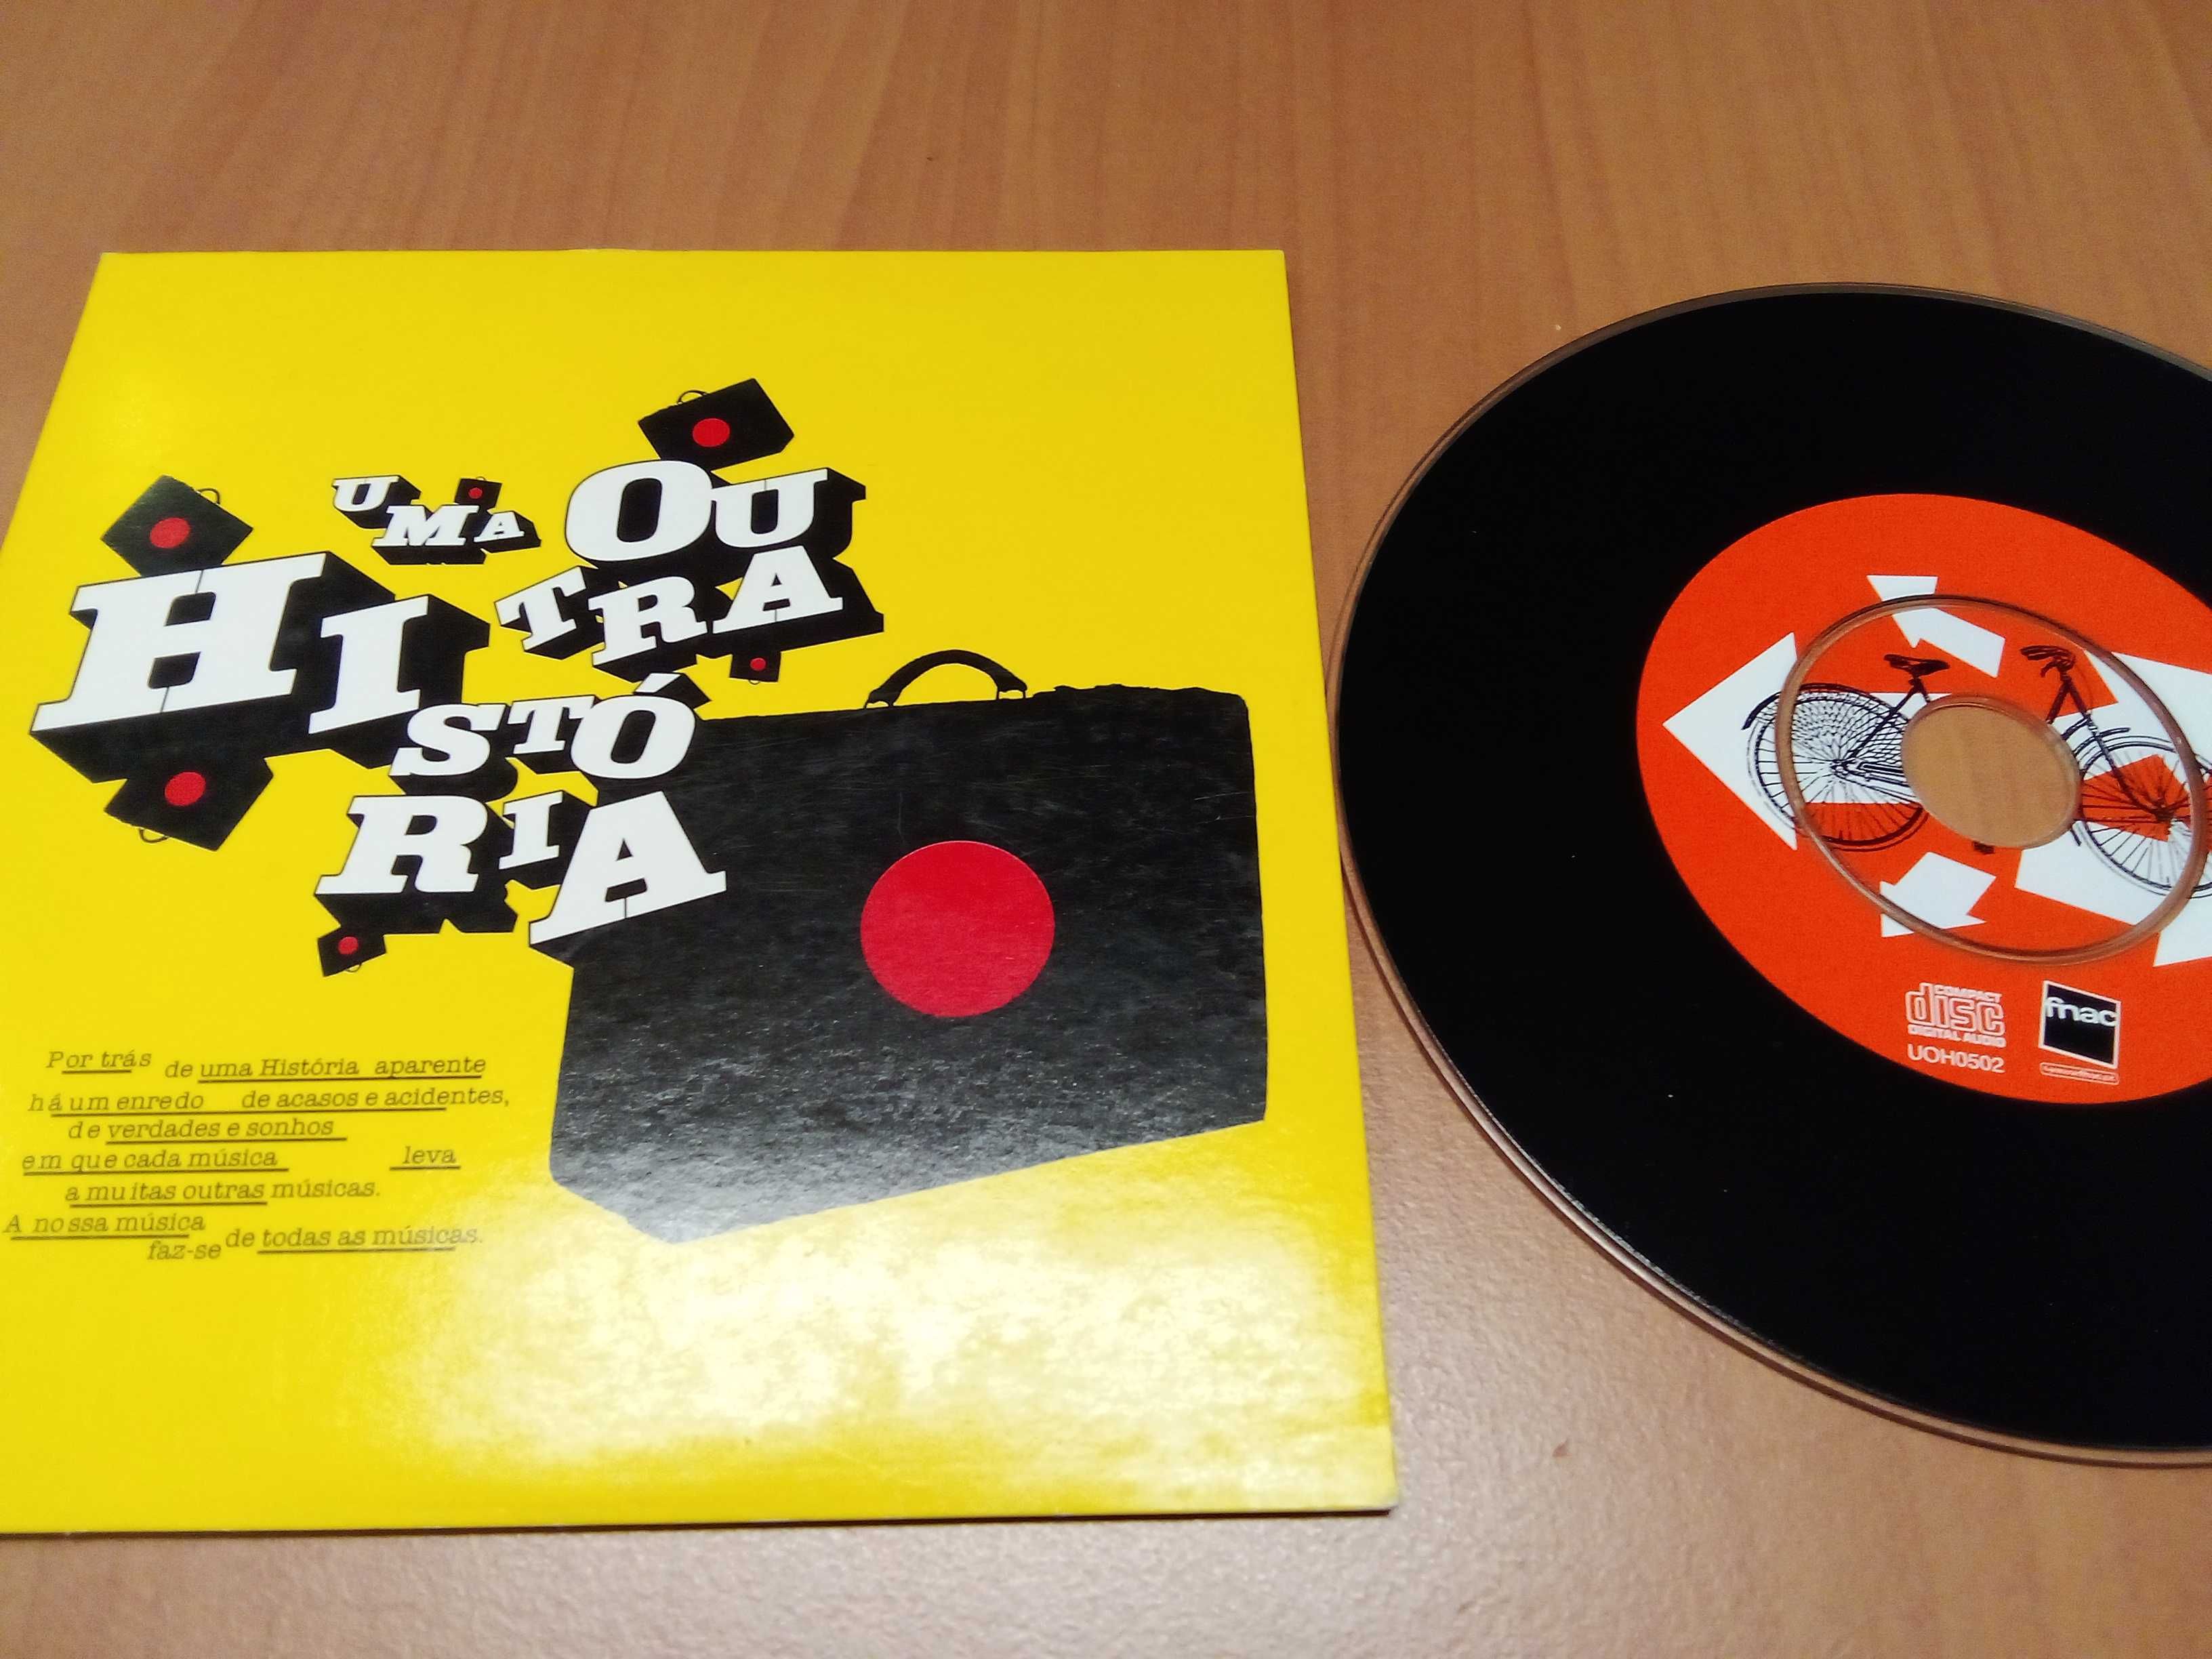 UMA
OUTRA
HISTÓRIA
Por trás de uma História aparente
há um enredo de acasos e acidentes,
de verdades e sonhos
em que cada música leva
a muitas outras músicas.
A nossa música
faz-se de todas as músicas.
COMPACT
disc
DIGITAL AUDIO
UOH0502
fnac